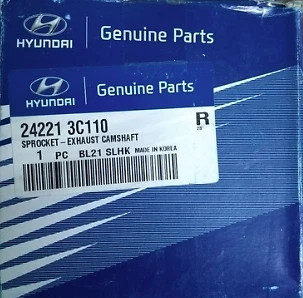 HYUNDAI Genuine Parts
HYUNDAI Genuine Parts
24221 3C110 R
SPROCKET-EXHAUST CAMSHAFT
1 PC BL21 SLHK MADE IN KOREA